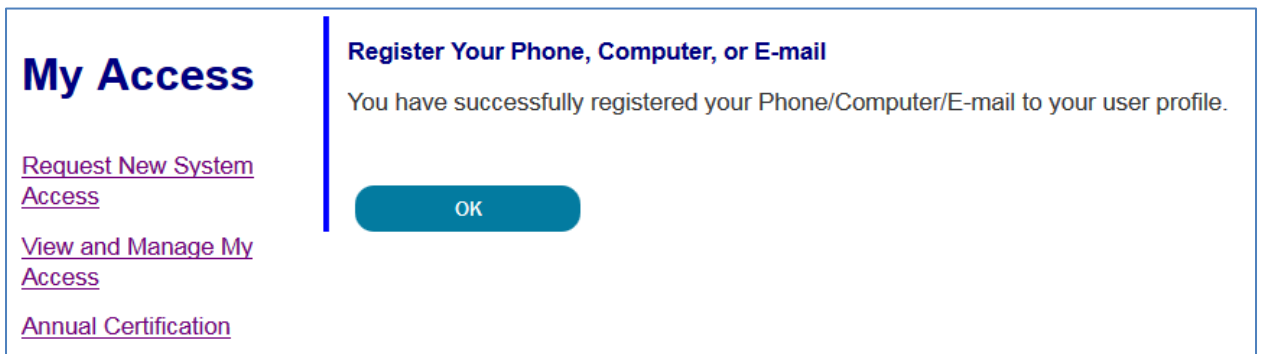 My Access
Request New System
Access
View and Manage My
Access
Annual Certification
Register Your Phone, Computer, or E-mail
You have successfully registered your Phone/Computer/E-mail to your user profile.
OK